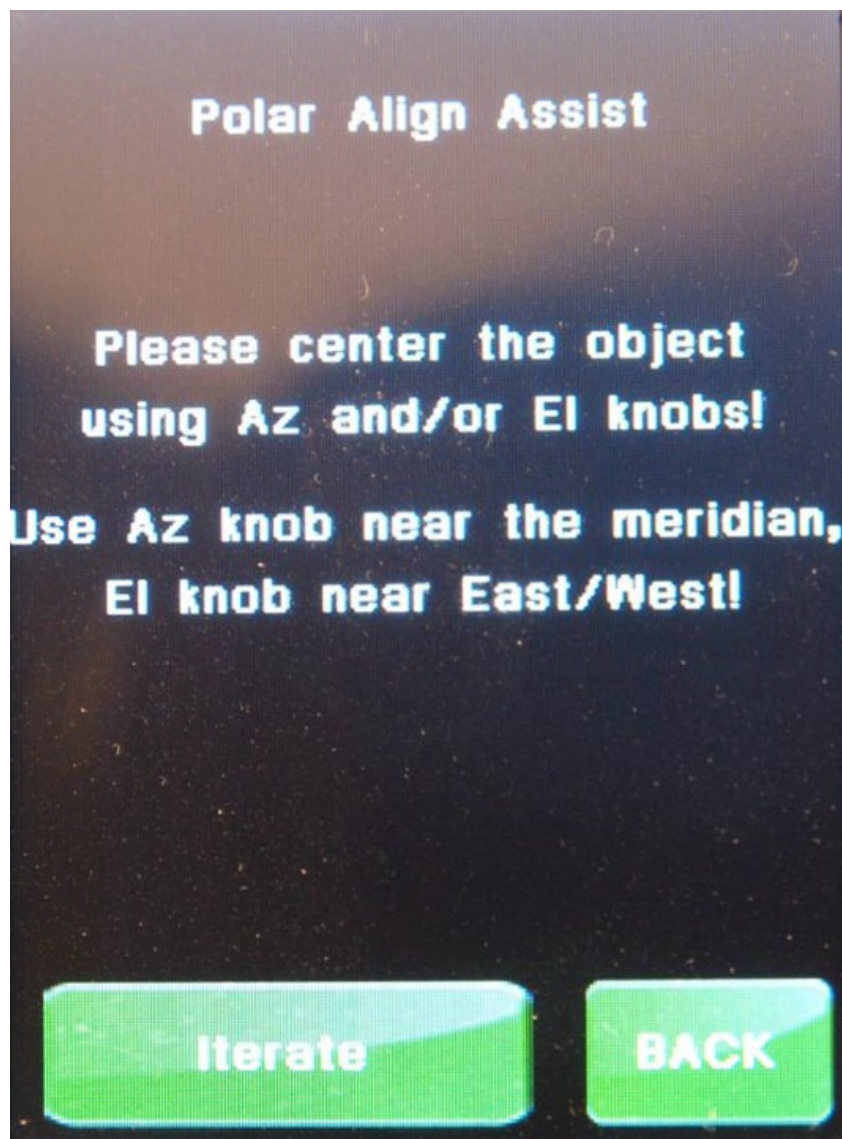 Polar Align Assist
Please center the object
using Az and/or El knobs!
Use Az knob near the meridian,
El knob near East/West!
Iterate
BACK